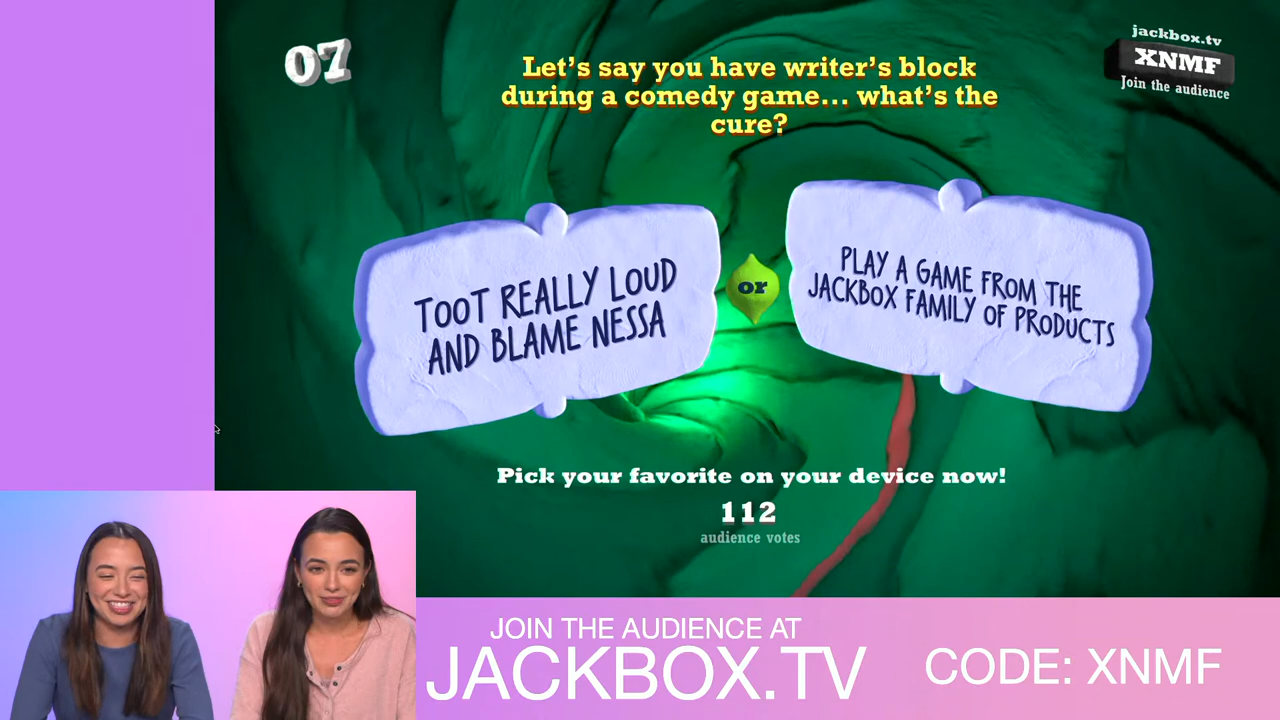 07
jackbox.tv
XNMF
Join the audience
Let's say you have writer's block
during a comedy game... what's the
cure?
TOOT REALLY LOUD
AND BLAME NESSA
or
PLAY A GAME FROM THE
JACKBOX FAMILY OF PRODUCTS
Pick your favorite on your device now!
112
audience votes
JOIN THE AUDIENCE AT
JACKBOX.TV
CODE: XNMF